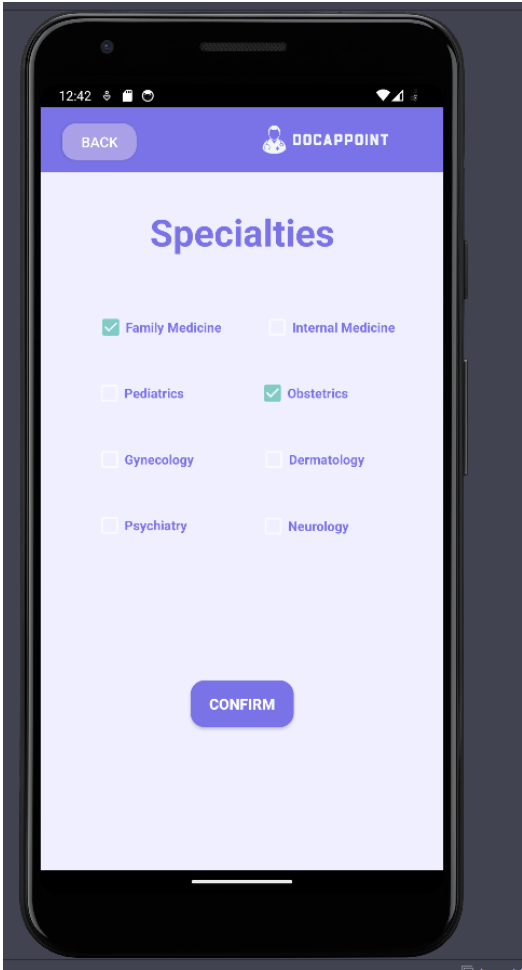 12:42
BACK
DOCAPPOINT
Specialties
Family Medicine
Internal Medicine
Pediatrics
Obstetrics
Gynecology
Dermatology
Psychiatry
Neurology
CONFIRM